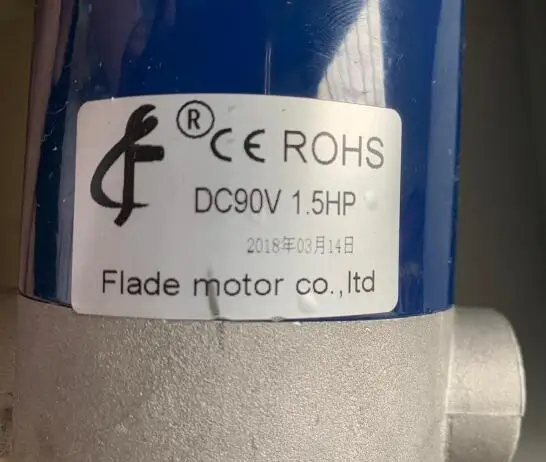 ® CE ROHS
DC90V 1.5HP
2018年03月14日
Flade motor co.,ltd